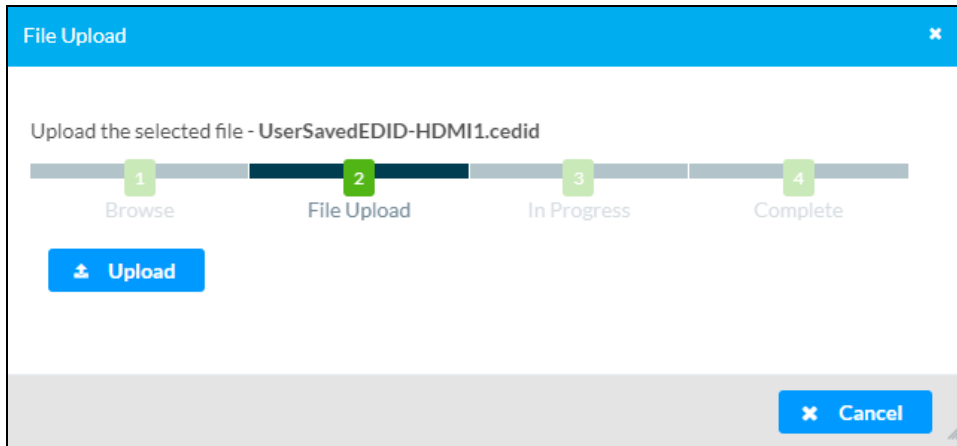 File Upload
Upload the selected file - UserSavedEDID-HDMI1.cedid
1 2 3 4
Browse File Upload In Progress Complete
Upload
Cancel